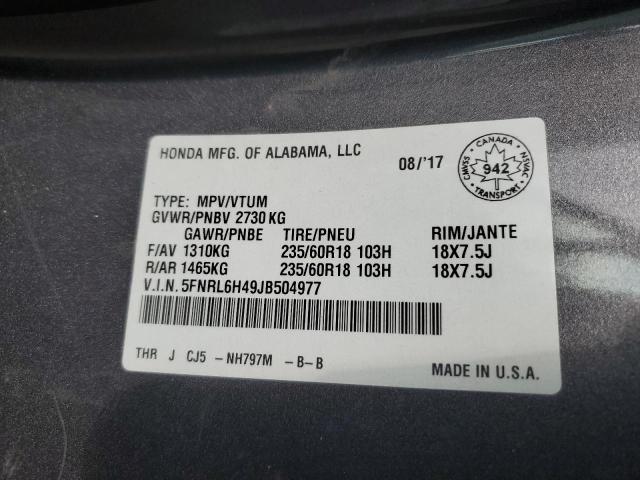 HONDA MFG. OF ALABAMA, LLC
08/'17
CANADA
CMVSS 942 NSVAC
TRANSPORT
TYPE: MPV/VTUM
GVWR/PNBV 2730 KG
GAWR/PNBE TIRE/PNEU RIM/JANTE
F/AV 1310KG 235/60R18 103H 18X7.5J
R/AR 1465KG 235/60R18 103H 18X7.5J
V.I.N. 5FNRL6H49JB504977
THR J CJ5 - NH797M - B-B
MADE IN U.S.A.